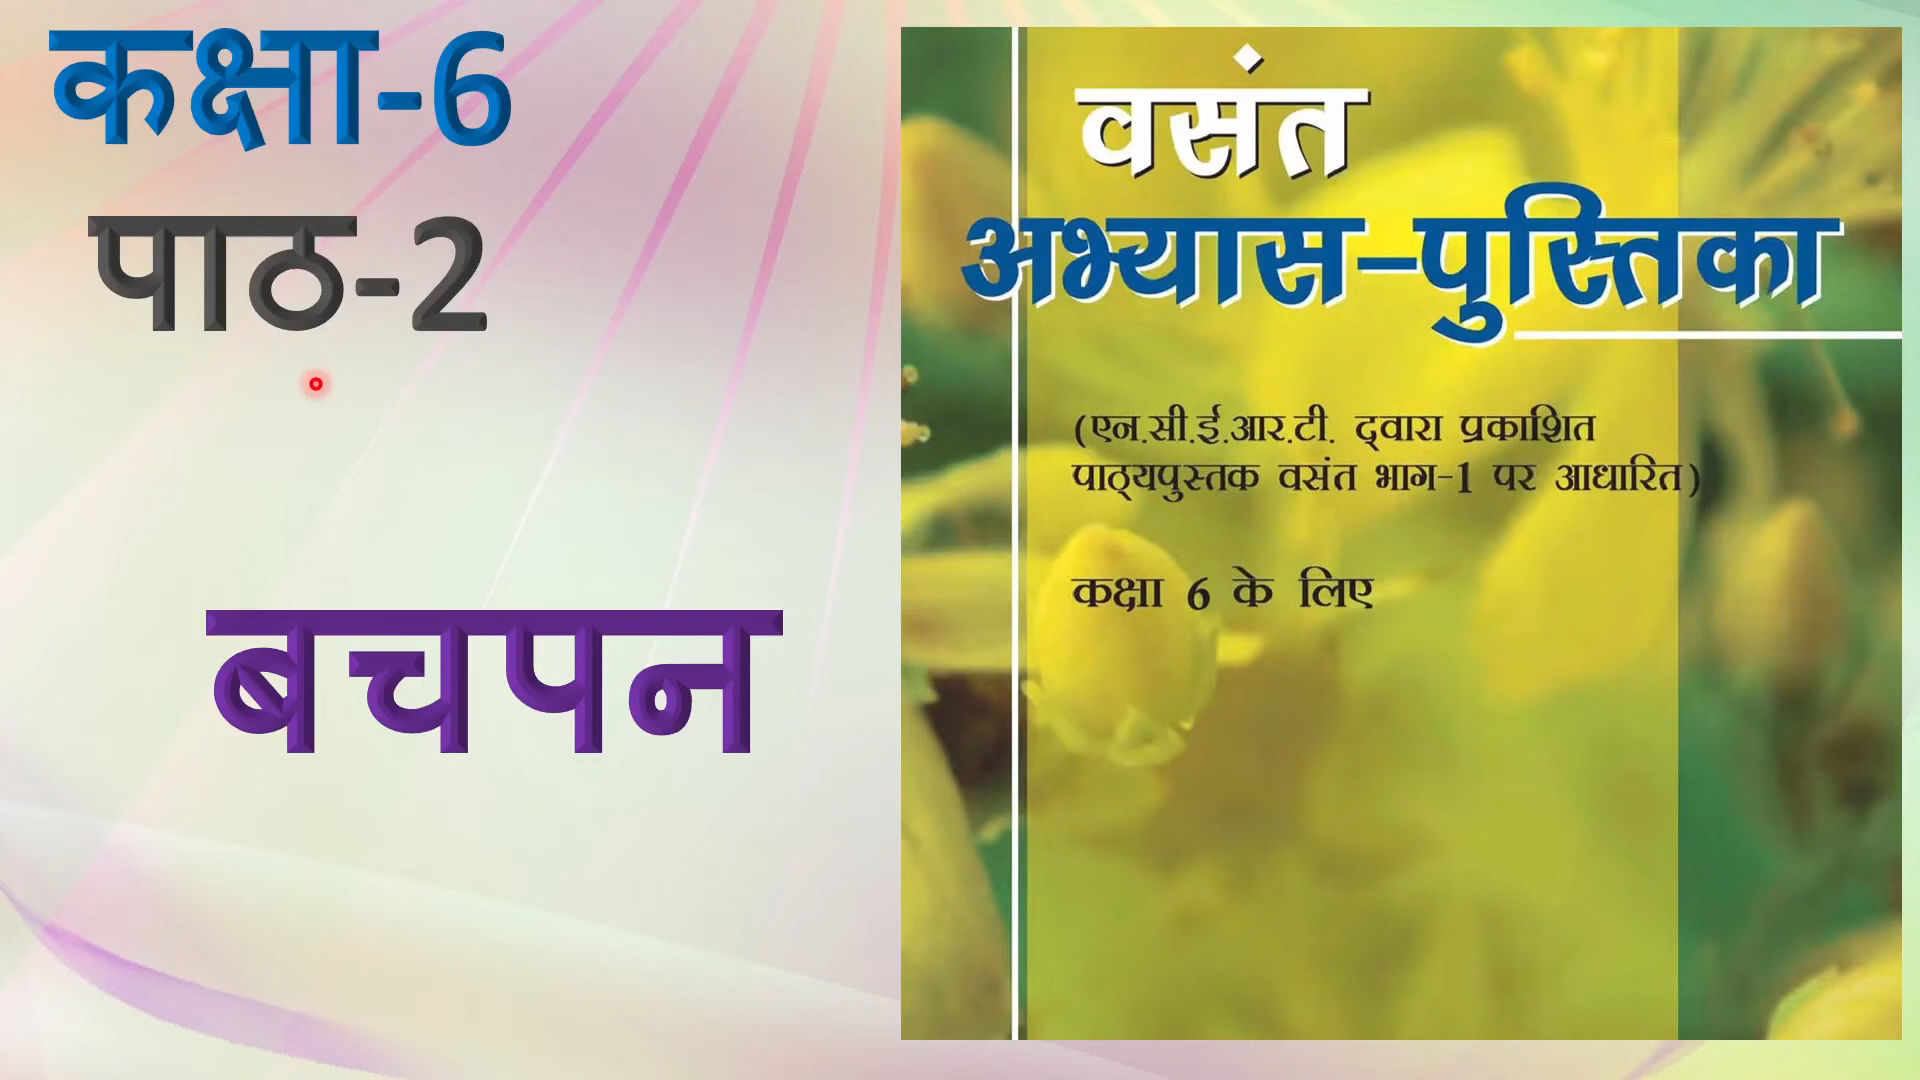 कक्षा-6
पाठ-2
बचपन
वसंत
अभ्यास-पुस्तिका
(एन.सी.ई.आर.टी. द्वारा प्रकाशित
पाठ्यपुस्तक वसंत भाग-1 पर आधारित)
कक्षा 6 के लिए